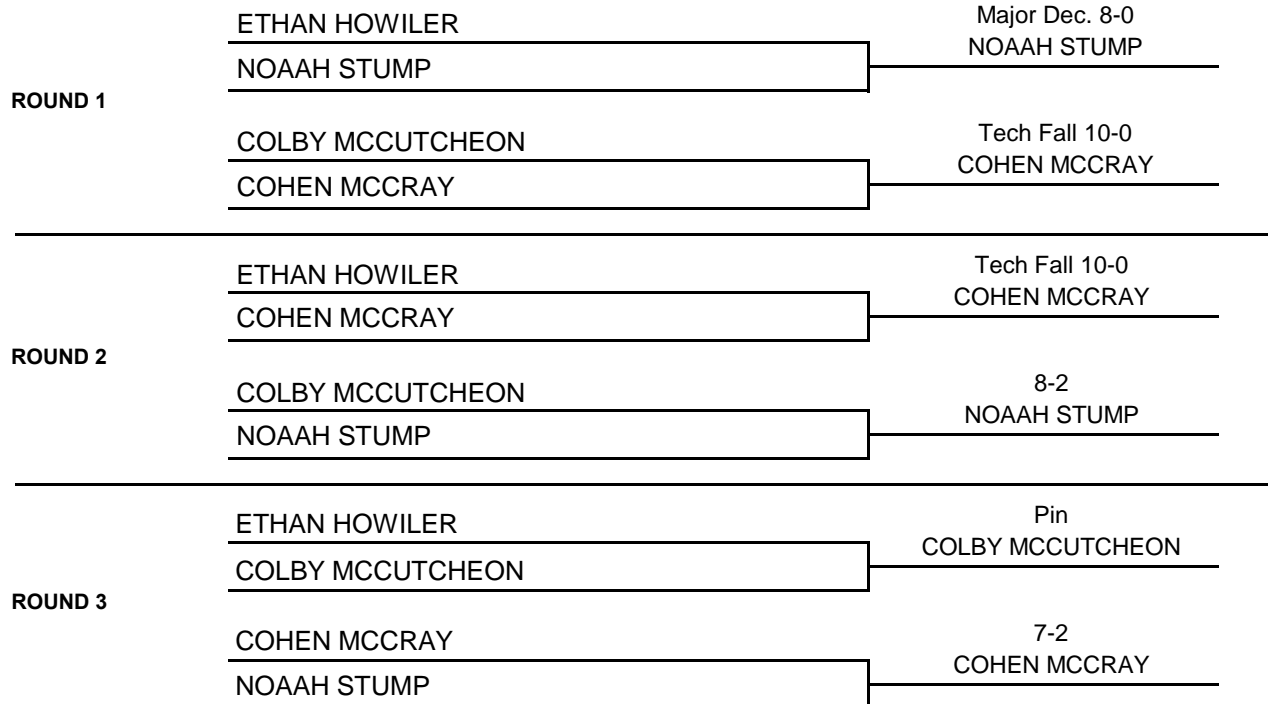 ROUND 1
ETHAN HOWILER
NOAAH STUMP
Major Dec. 8-0
NOAAH STUMP
COLBY MCCUTCHEON
COHEN MCCRAY
Tech Fall 10-0
COHEN MCCRAY
ROUND 2
ETHAN HOWILER
COHEN MCCRAY
Tech Fall 10-0
COHEN MCCRAY
COLBY MCCUTCHEON
NOAAH STUMP
8-2
NOAAH STUMP
ROUND 3
ETHAN HOWILER
COLBY MCCUTCHEON
Pin
COLBY MCCUTCHEON
COHEN MCCRAY
NOAAH STUMP
7-2
COHEN MCCRAY